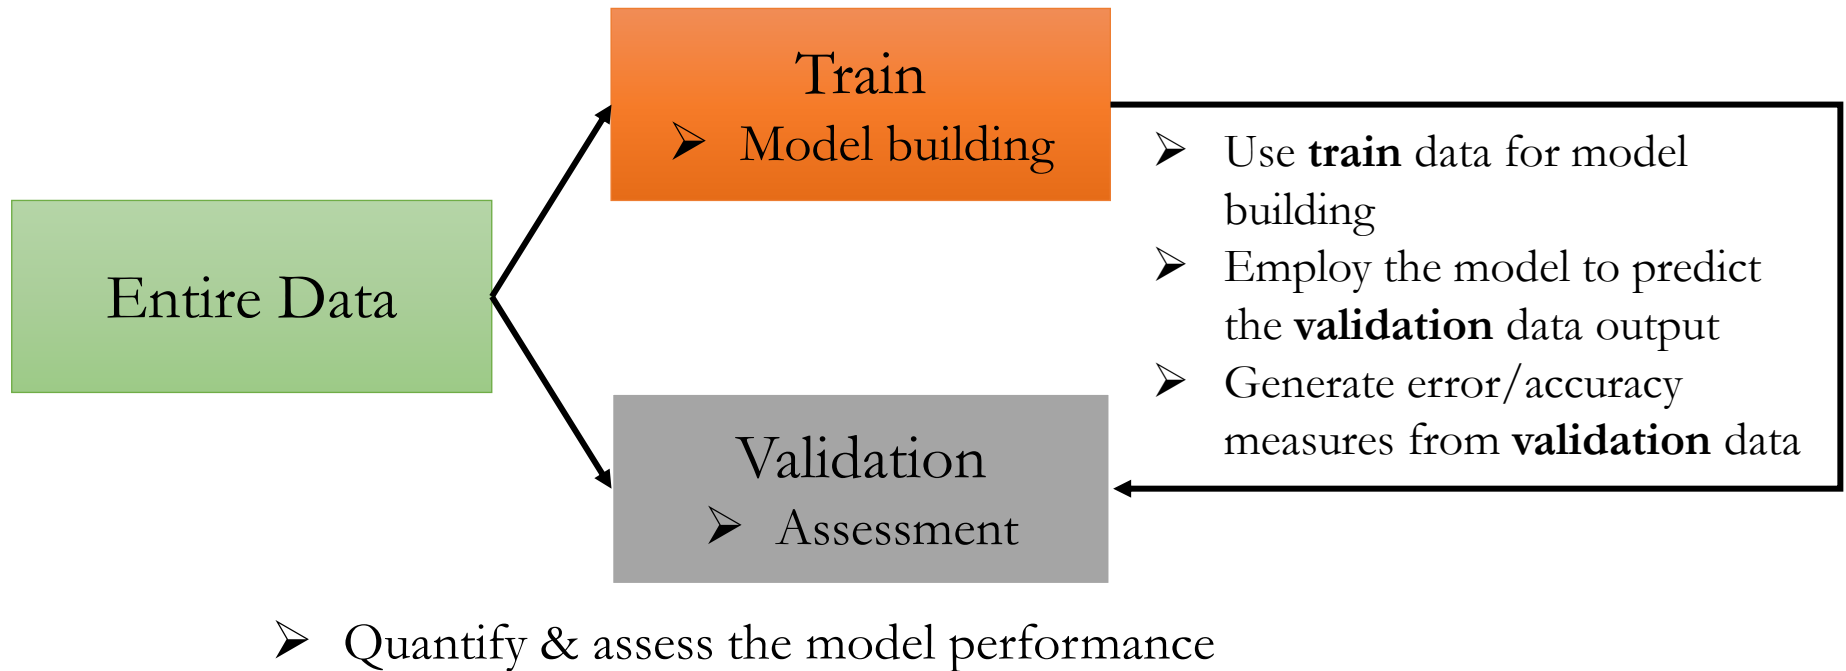 Entire Data
Train
➢ Model building
Validation
➢ Assessment
➢ Use train data for model
building
➢ Employ the model to predict
the validation data output
➢ Generate error/accuracy
measures from validation data
➢ Quantify & assess the model performance